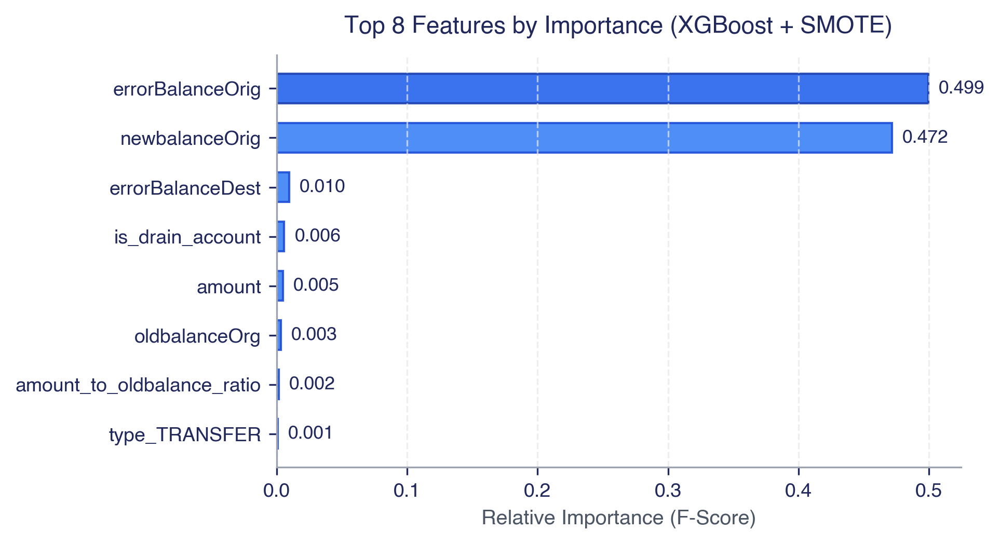 Top 8 Features by Importance (XGBoost + SMOTE)
errorBalanceOrig 0.499
newbalanceOrig 0.472
errorBalanceDest 0.010
is_drain_account 0.006
amount 0.005
oldbalanceOrg 0.003
amount_to_oldbalance_ratio 0.002
type_TRANSFER 0.001
0.0 0.1 0.2 0.3 0.4 0.5
Relative Importance (F-Score)